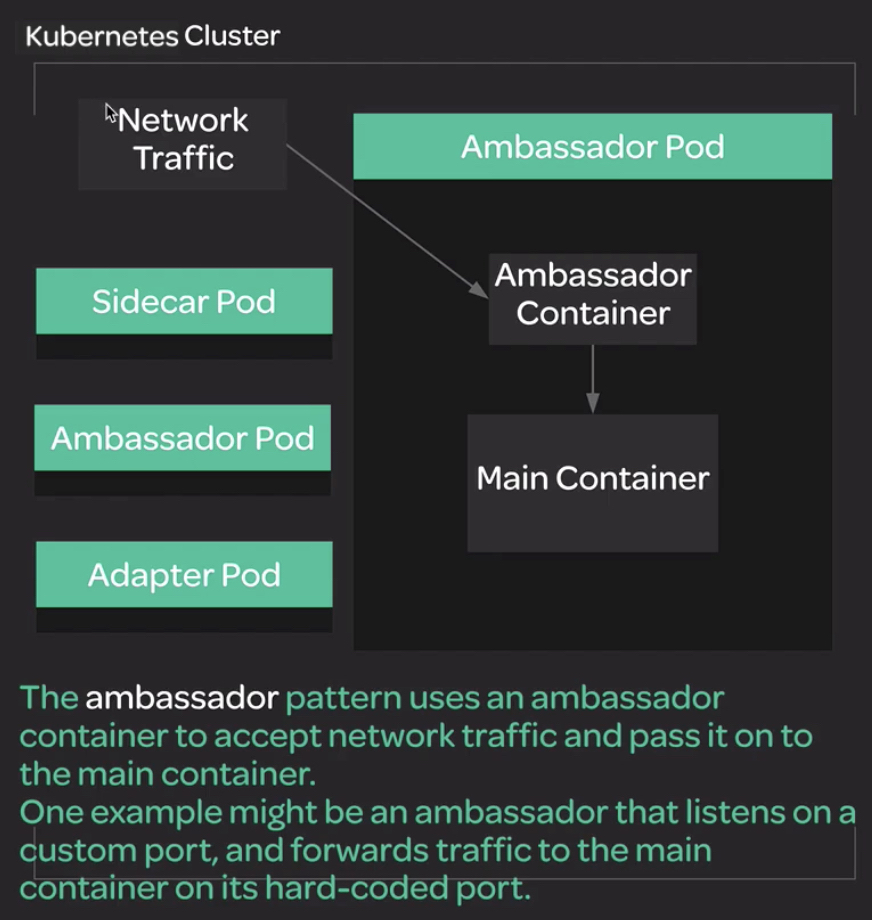 Kubernetes Cluster
Network
Traffic
Ambassador Pod
Ambassador
Container
Main Container
Sidecar Pod
Ambassador Pod
Adapter Pod
The ambassador pattern uses an ambassador
container to accept network traffic and pass it on to
the main container.
One example might be an ambassador that listens on a
custom port, and forwards traffic to the main
container on its hard-coded port.